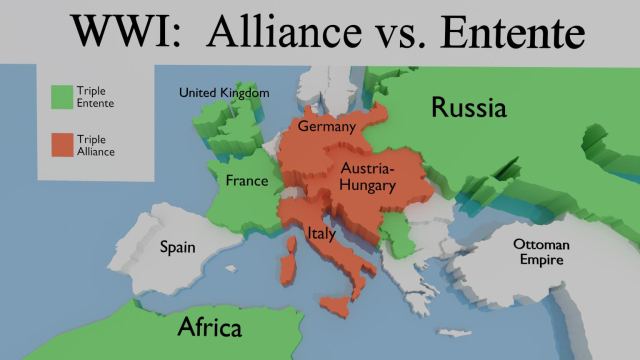 WWI: Alliance vs. Entente
Triple
Entente
United Kingdom
Russia
Germany
Triple
Alliance
Austria-
Hungary
France
Italy
Spain
Ottoman
Empire
Africa